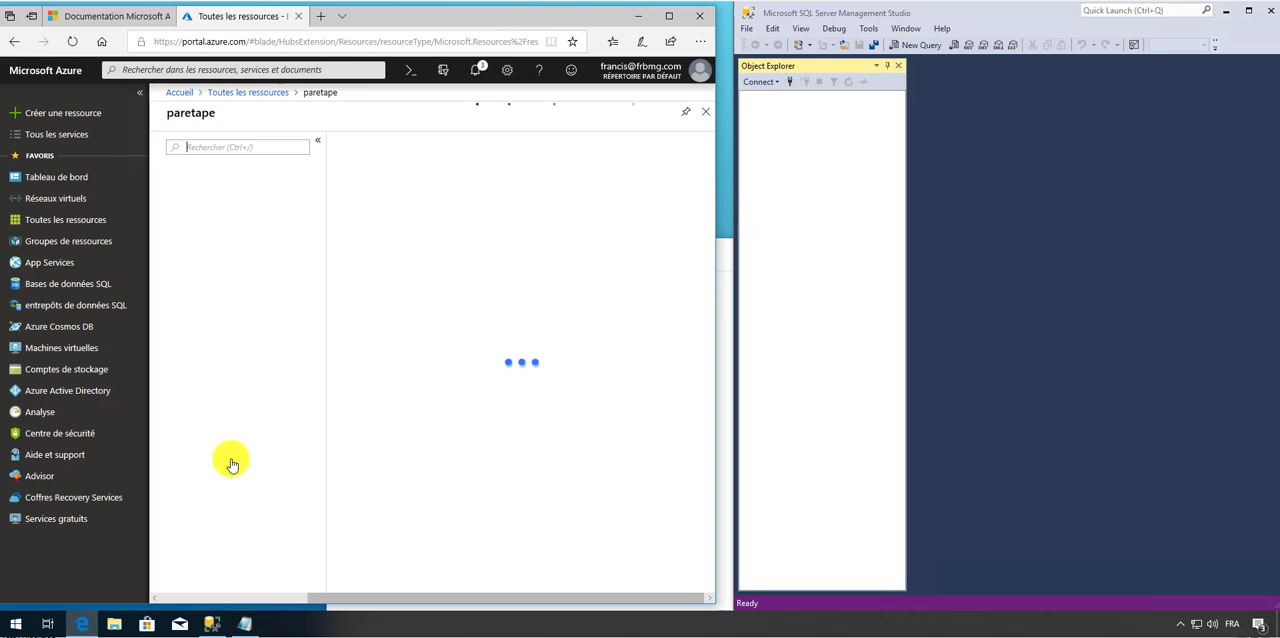 Documentation Microsoft A
Toutes les ressources -
https://portal.azure.com/#blade/HubsExtension/Resources/resourceType/Microsoft.Resources%2Fres
Microsoft Azure
Rechercher dans les ressources, services et documents
1
francis@frbmg.com
RÉPERTOIRE PAR DÉFAUT
Accueil > Toutes les ressources > paretape
paretape
Rechercher (Ctrl+/)
Créer une ressource
Tous les services
FAVORIS
Tableau de bord
Réseaux virtuels
Toutes les ressources
Groupes de ressources
App Services
Bases de données SQL
entrepôts de données SQL
Azure Cosmos DB
Machines virtuelles
Comptes de stockage
Azure Active Directory
Analyse
Centre de sécurité
Aide et support
Advisor
Coffres Recovery Services
Services gratuits
Microsoft SQL Server Management Studio
Quick Launch (Ctrl+Q)
File Edit View Debug Tools Window Help
New Query
Object Explorer
Connect
Ready
FRA
3